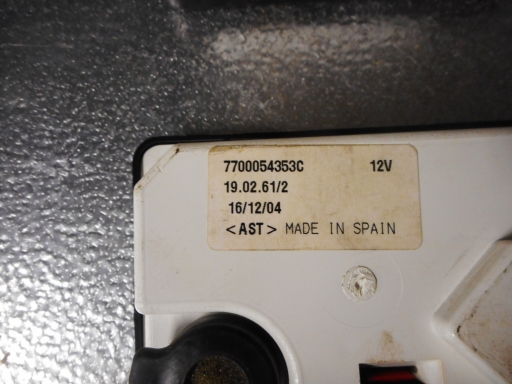 7700054353C 12V
19.02.61/2
16/12/04
<AST> MADE IN SPAIN